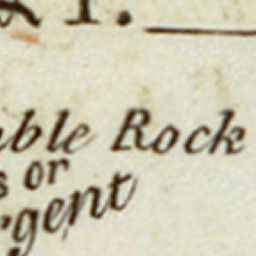 & I.
ble Rock
s or
rgent